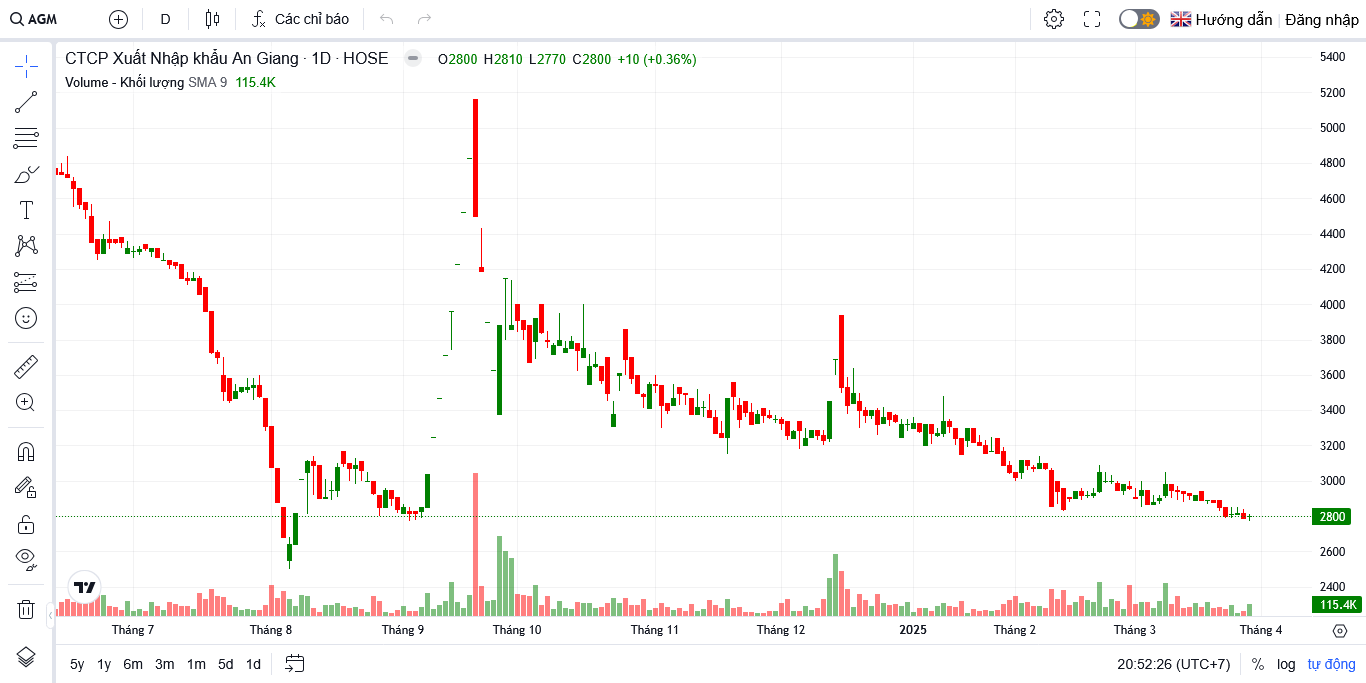 AGM D Các chỉ báo Hướng dẫn Đăng nhập
CTCP Xuất Nhập khẩu An Giang · 1D · HOSE O2800 H2810 L2770 C2800 +10 (+0.36%)
Volume - Khối lượng SMA 9 115.4K
5400
5200
5000
4800
4600
4400
4200
4000
3800
3600
3400
3200
3000
2800
2600
2400
115.4K
Tháng 7 Tháng 8 Tháng 9 Tháng 10 Tháng 11 Tháng 12 2025 Tháng 2 Tháng 3 Tháng 4
5y 1y 6m 3m 1m 5d 1d 20:52:26 (UTC+7) % log tự động